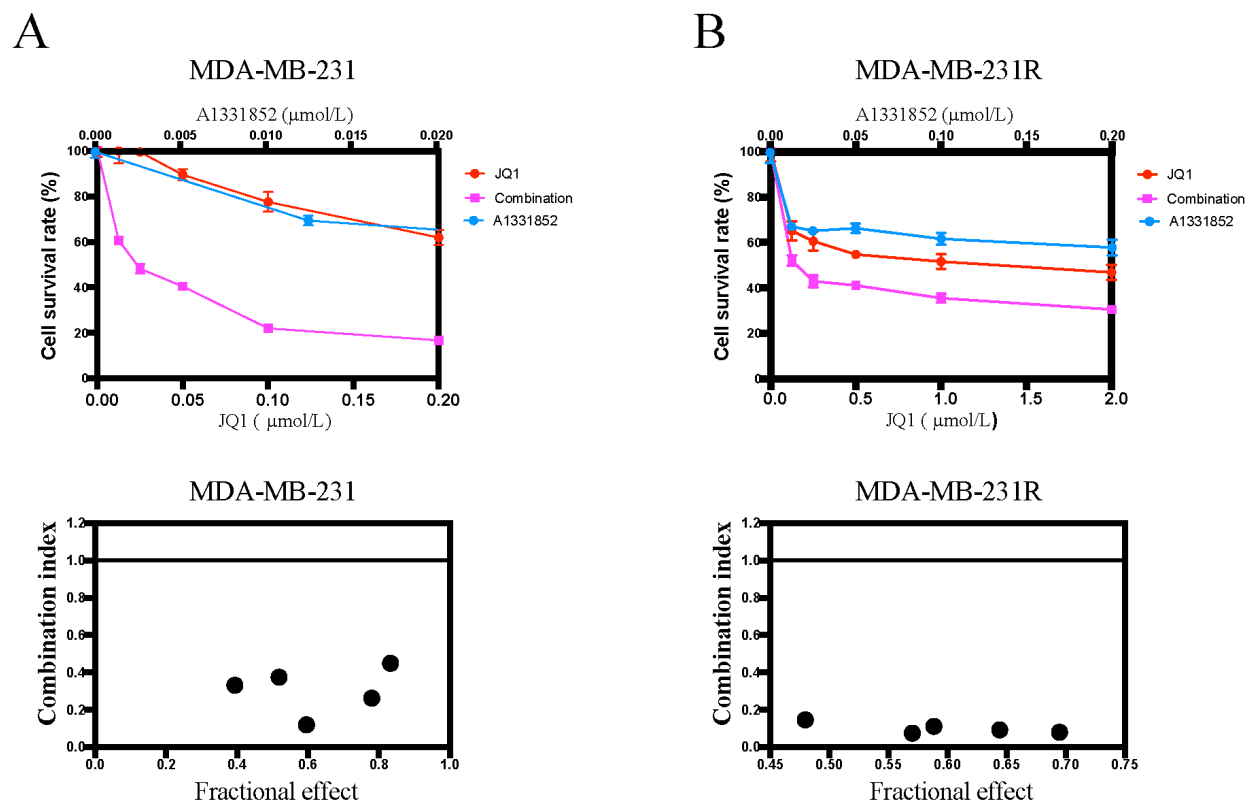 A
MDA-MB-231
A1331852 (μmol/L)
0.000 0.005 0.010 0.015 0.020
100
80
60
40
20
0
Cell survival rate (%)
0.00 0.05 0.10 0.15 0.20
JQ1 ( μmol/L)
JQ1
Combination
A1331852
B
MDA-MB-231R
A1331852 (μmol/L)
0.00 0.05 0.10 0.15 0.20
100
80
60
40
20
0
Cell survival rate (%)
0.0 0.5 1.0 1.5 2.0
JQ1 ( μmol/L)
JQ1
Combination
A1331852
MDA-MB-231
1.2
1.0
0.8
0.6
0.4
0.2
0.0
Combination index
0.0 0.2 0.4 0.6 0.8 1.0
Fractional effect
MDA-MB-231R
1.2
1.0
0.8
0.6
0.4
0.2
0.0
Combination index
0.45 0.50 0.55 0.60 0.65 0.70 0.75
Fractional effect